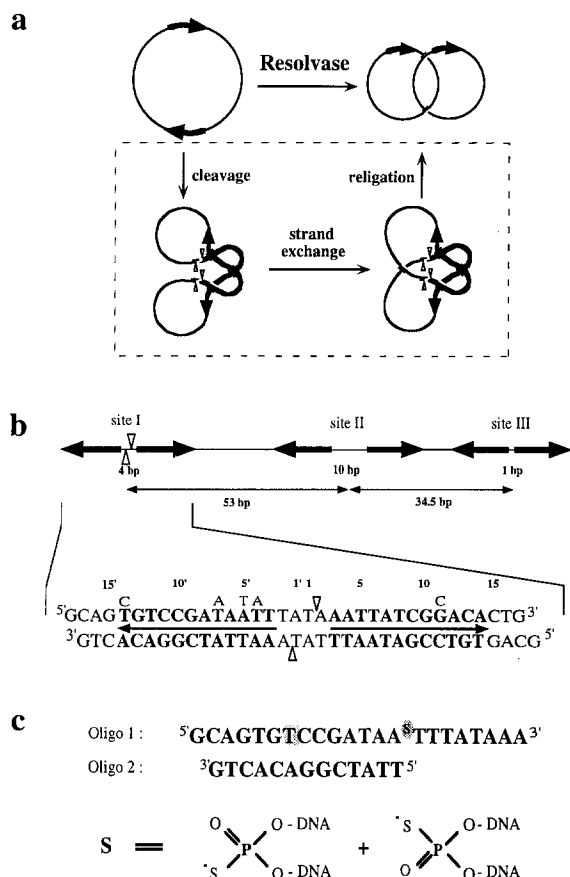 a
Resolvase
cleavage
religation
strand
exchange
b
site I
site II
site III
4 bp
10 bp
1 bp
53 bp
34.5 bp
15' 10' 5' 1' 1 5 10 15
C A T A C
5'GCAGTGTCCGATAATTTATAAATTATCGGACACTG3'
3'GTCACAGGCTATTAAATATTTAATAGCCTGTGACG5'
c
Oligo 1 : 5'GCAGTGTCCGATAASTTTATAAA3'
Oligo 2 : 3'GTCACAGGCTATT5'
O O - DNA -S O - DNA
S = P + P
-S O - DNA O O - DNA